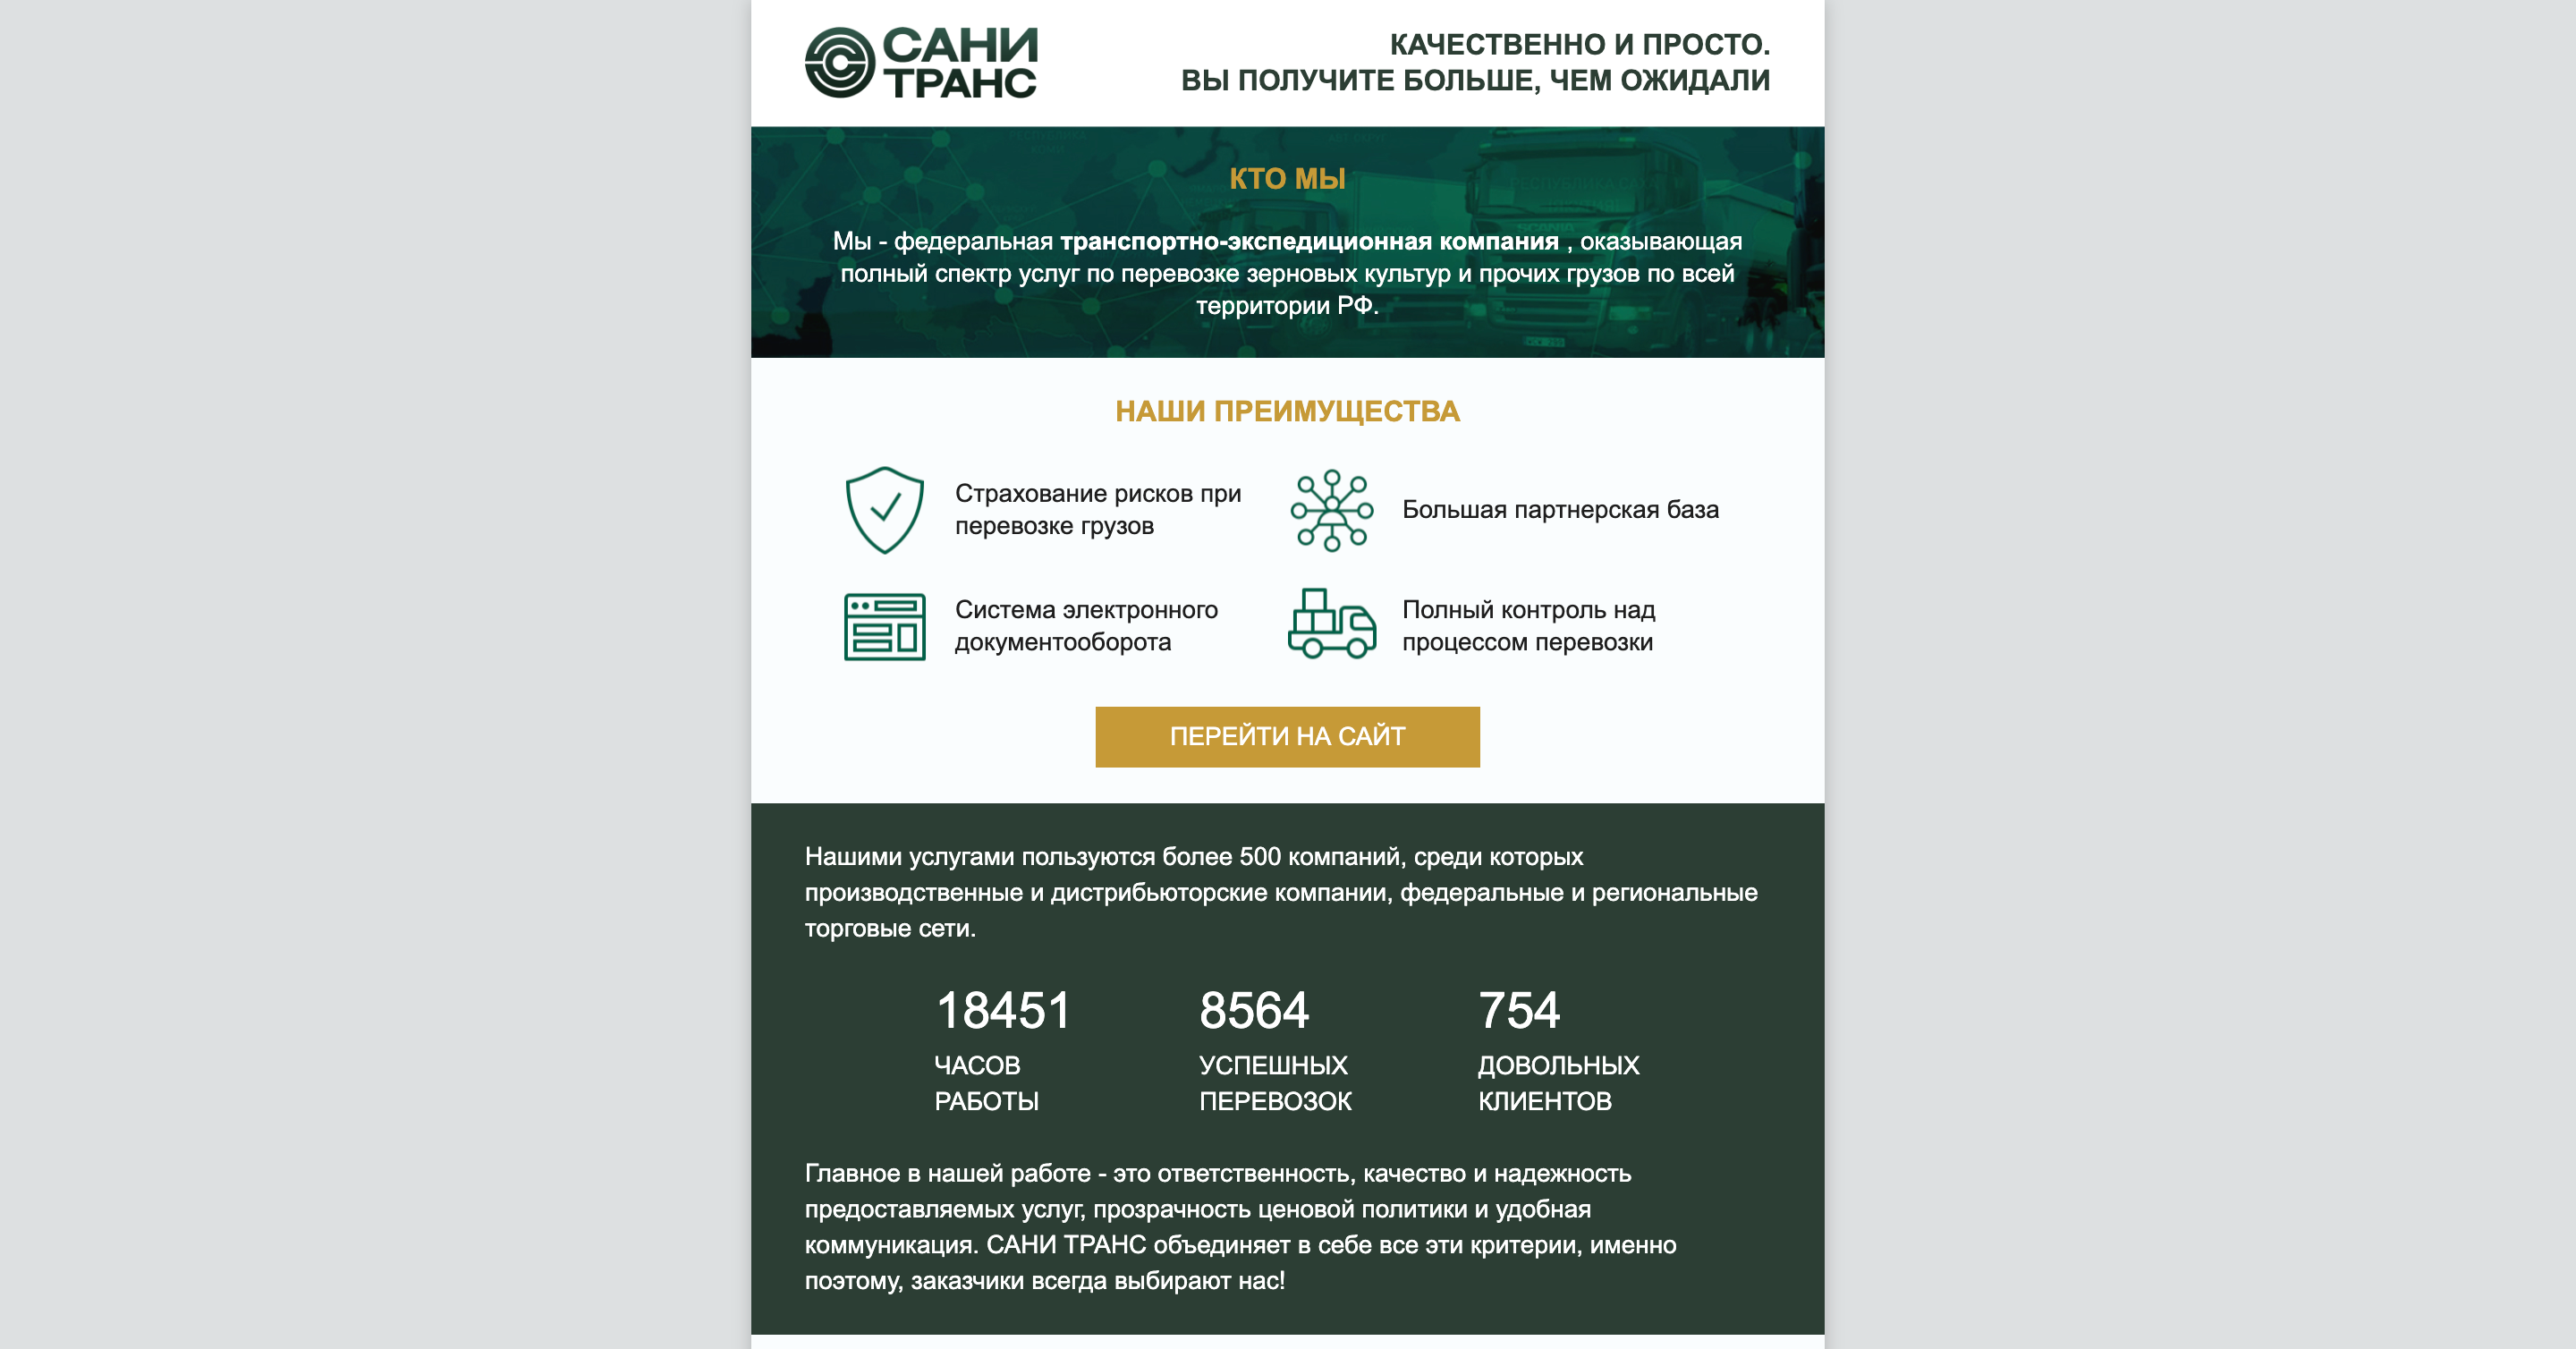 САНИ
ТРАНС
КАЧЕСТВЕННО И ПРОСТО.
ВЫ ПОЛУЧИТЕ БОЛЬШЕ, ЧЕМ ОЖИДАЛИ
КТО МЫ
Мы - федеральная транспортно-экспедиционная компания , оказывающая
полный спектр услуг по перевозке зерновых культур и прочих грузов по всей
территории РФ.
SCANIA
НАШИ ПРЕИМУЩЕСТВА
Страхование рисков при
перевозке грузов
Большая партнерская база
Система электронного
документооборота
Полный контроль над
процессом перевозки
ПЕРЕЙТИ НА САЙТ
Нашими услугами пользуются более 500 компаний, среди которых
производственные и дистрибьюторские компании, федеральные и региональные
торговые сети.
18451
ЧАСОВ
РАБОТЫ
8564
УСПЕШНЫХ
ПЕРЕВОЗОК
754
ДОВОЛЬНЫХ
КЛИЕНТОВ
Главное в нашей работе - это ответственность, качество и надежность
предоставляемых услуг, прозрачность ценовой политики и удобная
коммуникация. САНИ ТРАНС объединяет в себе все эти критерии, именно
поэтому, заказчики всегда выбирают нас!